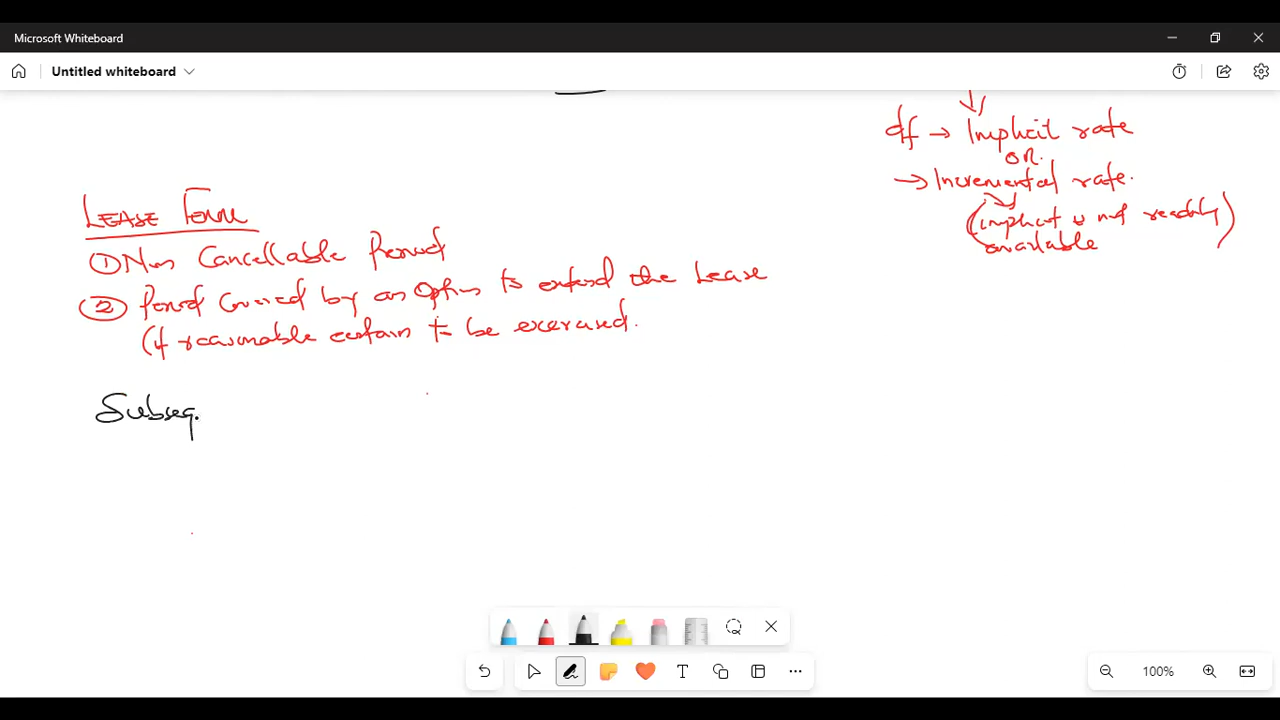 Microsoft Whiteboard
Untitled whiteboard
df → Implicit rate
OR.
→ Incremental rate.
(implicit is not readily available)
LEASE TERM
① Non Cancellable Period
② Period Covered by an Option to extend the Lease
(if reasonable certain to be exercised.
Subseq.
100%